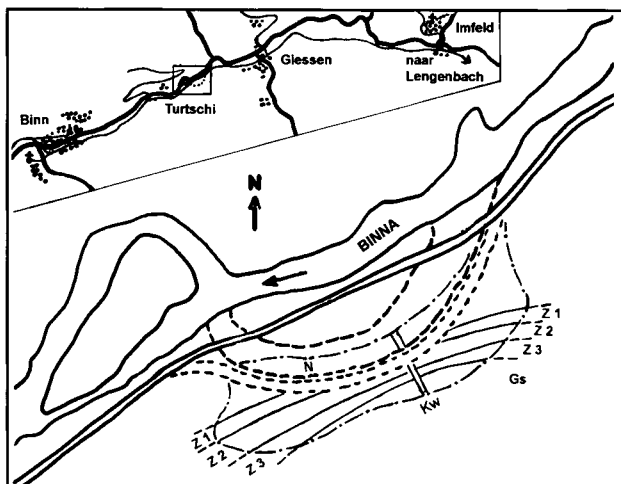 Imfeld
Giessen
naar
Lengenbach
Turtschi
Binn
N
BINNA
Z 1
Z 2
Z 3
N
Gs
Kw
Z 1
Z 2
Z 3